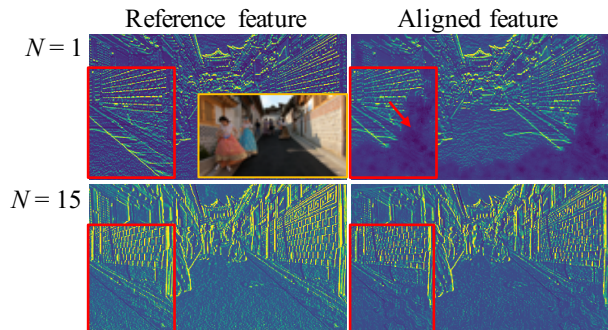 Reference feature Aligned feature
N = 1
N = 15